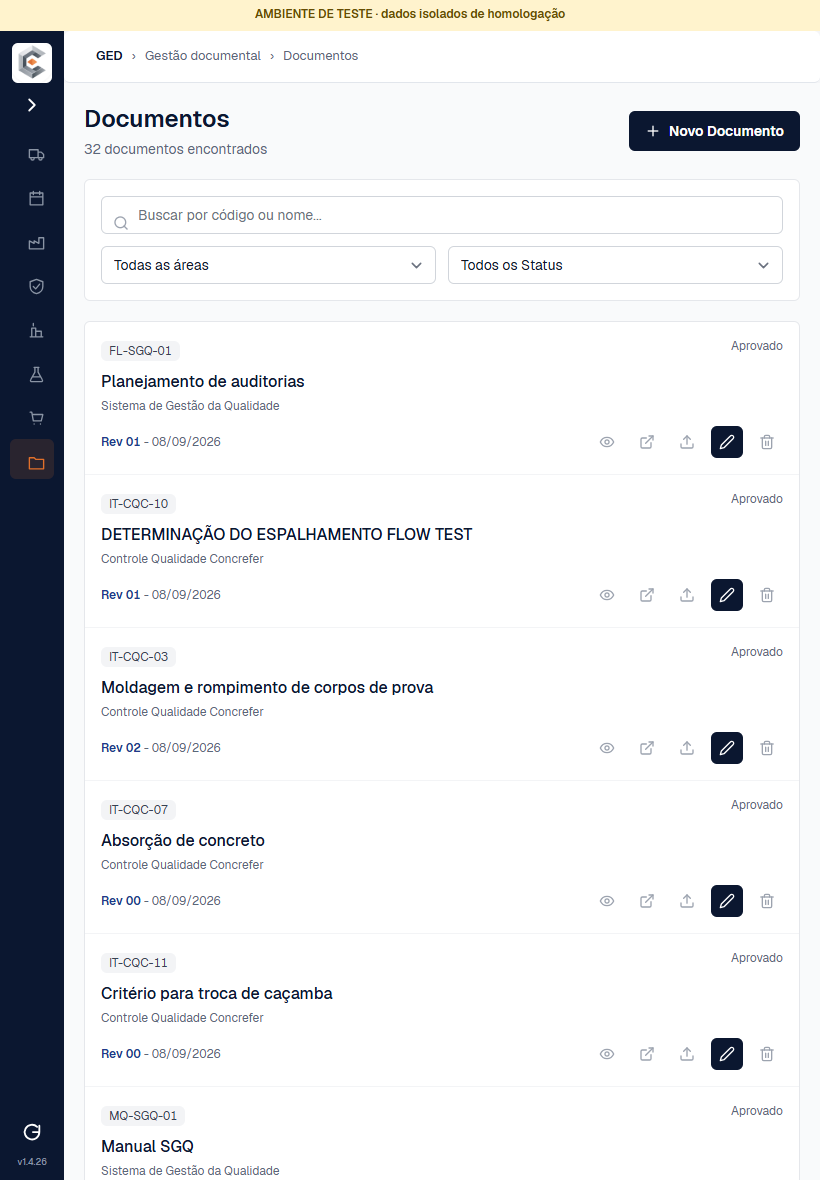 AMBIENTE DE TESTE · dados isolados de homologação
GED › Gestão documental › Documentos
Documentos
32 documentos encontrados
Novo Documento
Buscar por código ou nome...
Todas as áreas
Todos os Status
FL-SGQ-01
Aprovado
Planejamento de auditorias
Sistema de Gestão da Qualidade
Rev 01 - 08/09/2026
IT-CQC-10
Aprovado
DETERMINAÇÃO DO ESPALHAMENTO FLOW TEST
Controle Qualidade Concrefer
Rev 01 - 08/09/2026
IT-CQC-03
Aprovado
Moldagem e rompimento de corpos de prova
Controle Qualidade Concrefer
Rev 02 - 08/09/2026
IT-CQC-07
Aprovado
Absorção de concreto
Controle Qualidade Concrefer
Rev 00 - 08/09/2026
IT-CQC-11
Aprovado
Critério para troca de caçamba
Controle Qualidade Concrefer
Rev 00 - 08/09/2026
MQ-SGQ-01
Aprovado
Manual SGQ
Sistema de Gestão da Qualidade
v1.4.26